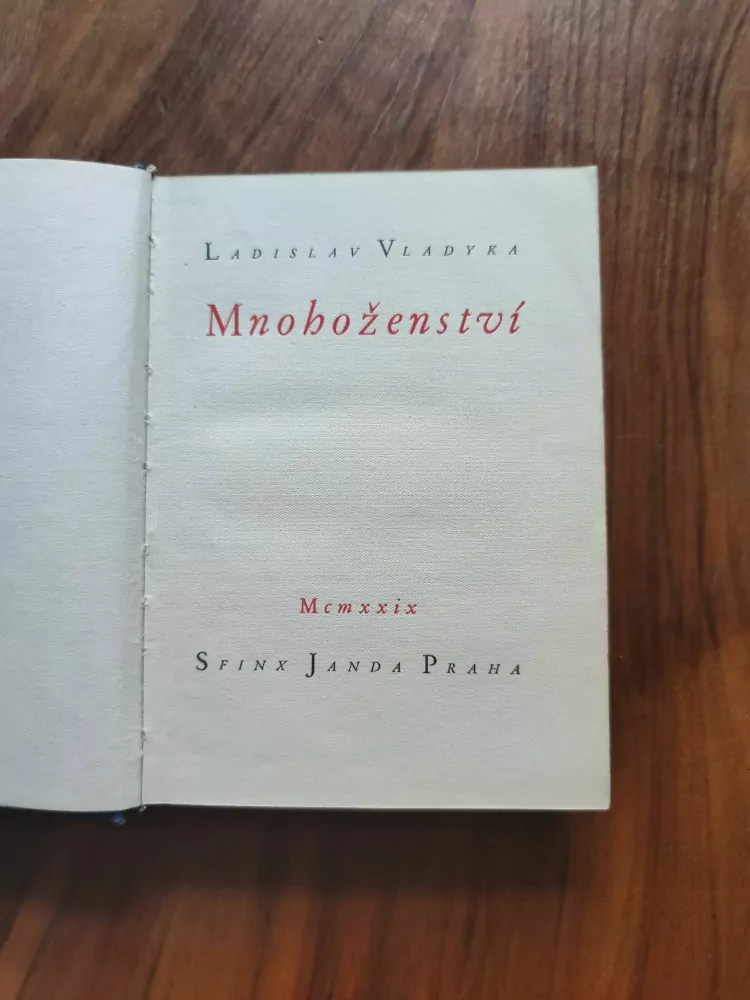 Ladislav Vladyka
Mnohoženství
Mcmxxix
Sfinx Janda Praha